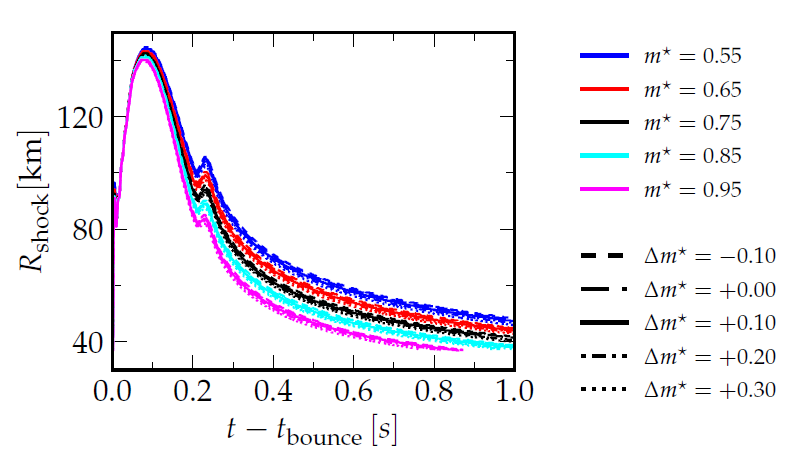 120
80
40
R_shock [km]
0.0 0.2 0.4 0.6 0.8 1.0
t − t_bounce [s]
m⋆ = 0.55
m⋆ = 0.65
m⋆ = 0.75
m⋆ = 0.85
m⋆ = 0.95
Δm⋆ = −0.10
Δm⋆ = +0.00
Δm⋆ = +0.10
Δm⋆ = +0.20
Δm⋆ = +0.30